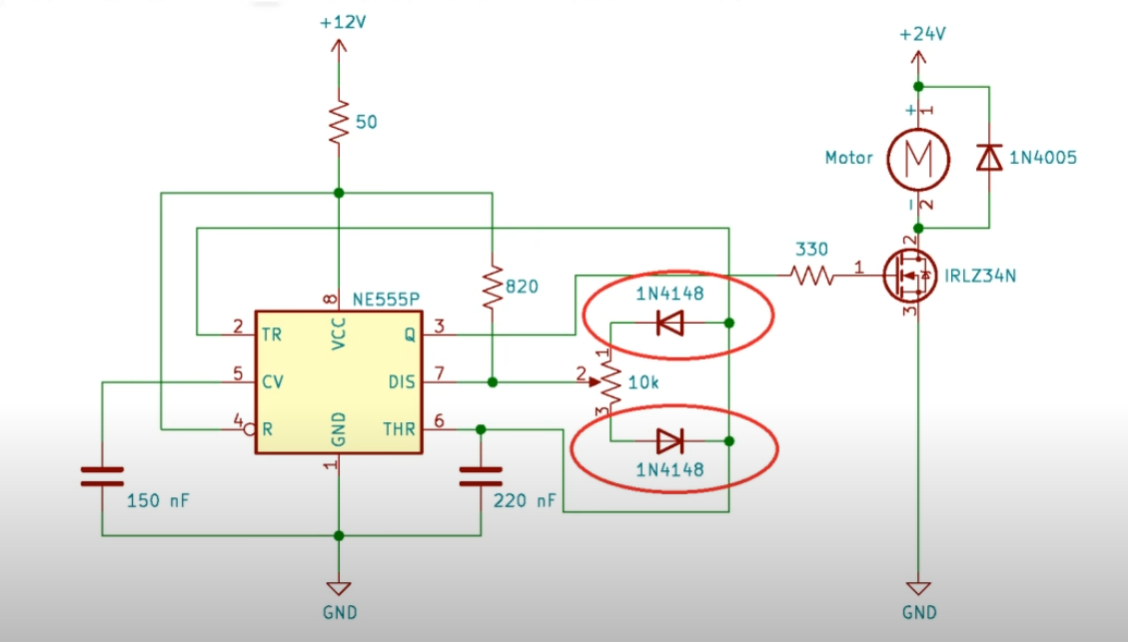 +12V
+24V
50
+
1
Motor
M
1N4005
-
2
2
330
1
IRLZ34N
3
820
1N4148
8
NE555P
2
TR
VCC
Q
3
1
5
CV
DIS
7
2
10k
3
4
R
GND
THR
6
1N4148
1
150 nF
220 nF
GND
GND